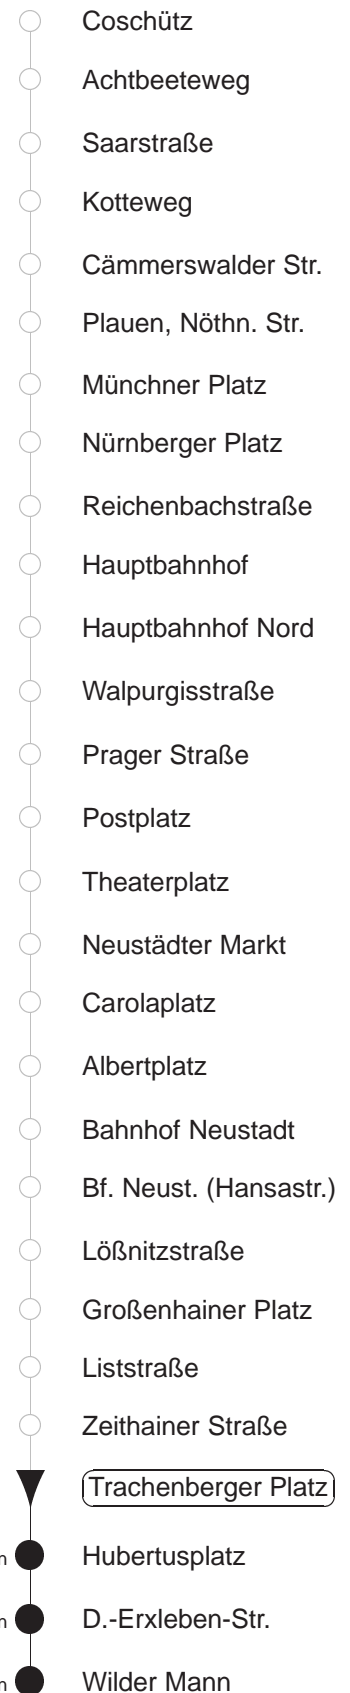 Coschütz
Achtbeeteweg
Saarstraße
Kotteweg
Cämmerswalder Str.
Plauen, Nöthn. Str.
Münchner Platz
Nürnberger Platz
Reichenbachstraße
Hauptbahnhof
Hauptbahnhof Nord
Walpurgisstraße
Prager Straße
Postplatz
Theaterplatz
Neustädter Markt
Carolaplatz
Albertplatz
Bahnhof Neustadt
Bf. Neust. (Hansastr.)
Lößnitzstraße
Großenhainer Platz
Liststraße
Zeithainer Straße
Trachenberger Platz
Hubertusplatz
D.-Erxleben-Str.
Wilder Mann